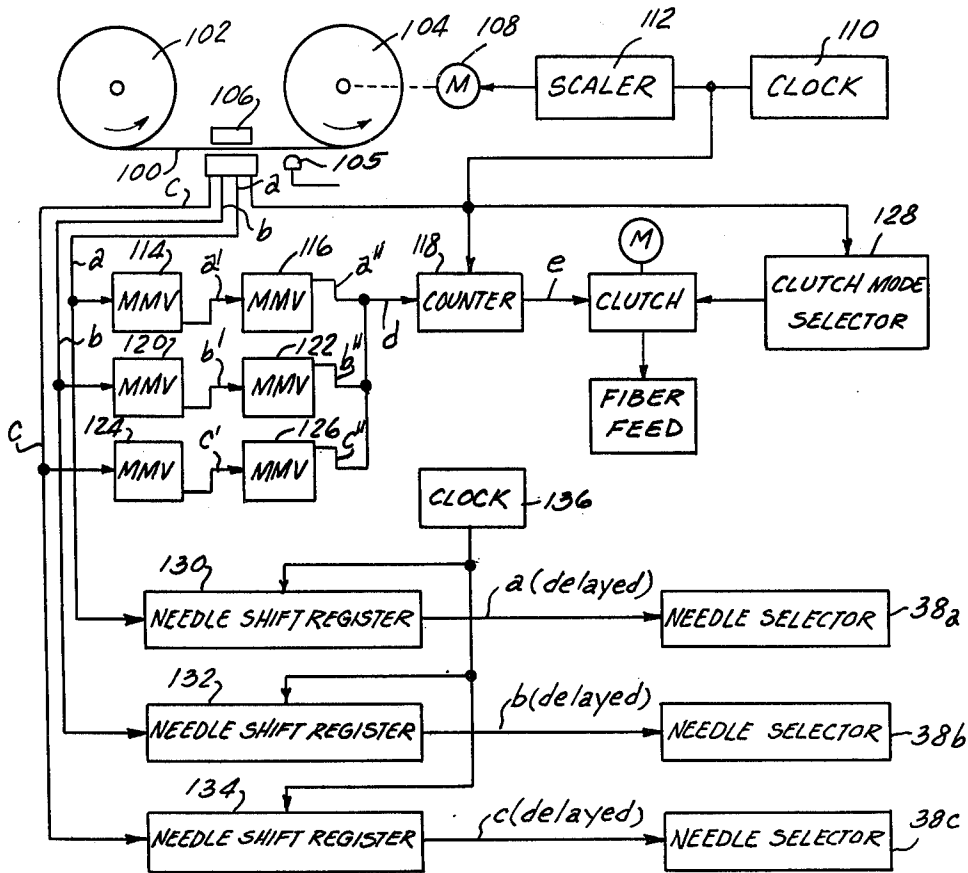 102
104
108
112
110
M
SCALER
CLOCK
106
100
105
a
C
b
M
128
118
114
116
a
a'
a"
e
MMV
MMV
COUNTER
CLUTCH
CLUTCH MODE
SELECTOR
d
b
120
122
b'
b"
MMV
MMV
FIBER
FEED
C
124
126
c'
c"
MMV
MMV
CLOCK
136
130
a (delayed)
NEEDLE SHIFT REGISTER
NEEDLE SELECTOR
38a
132
b (delayed)
NEEDLE SHIFT REGISTER
NEEDLE SELECTOR
38b
134
c (delayed)
NEEDLE SHIFT REGISTER
NEEDLE SELECTOR
38c